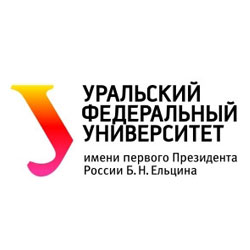 УРАЛЬСКИЙ
ФЕДЕРАЛЬНЫЙ
УНИВЕРСИТЕТ
имени первого Президента
России Б. Н. Ельцина